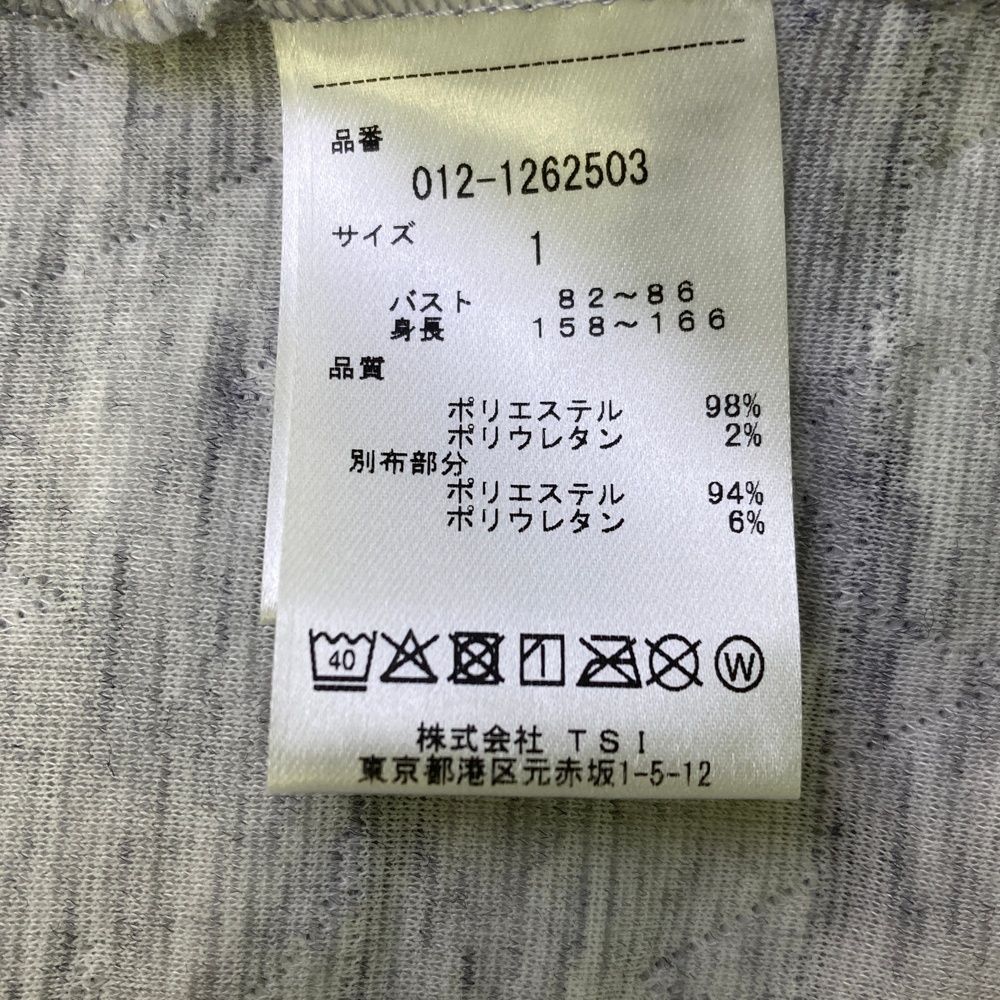 品番
012-1262503
サイズ 1
バスト 82～86
身長 158～166
品質
ポリエステル 98%
ポリウレタン 2%
別布部分
ポリエステル 94%
ポリウレタン 6%
40 W
株式会社 TSI
東京都港区元赤坂1-5-12